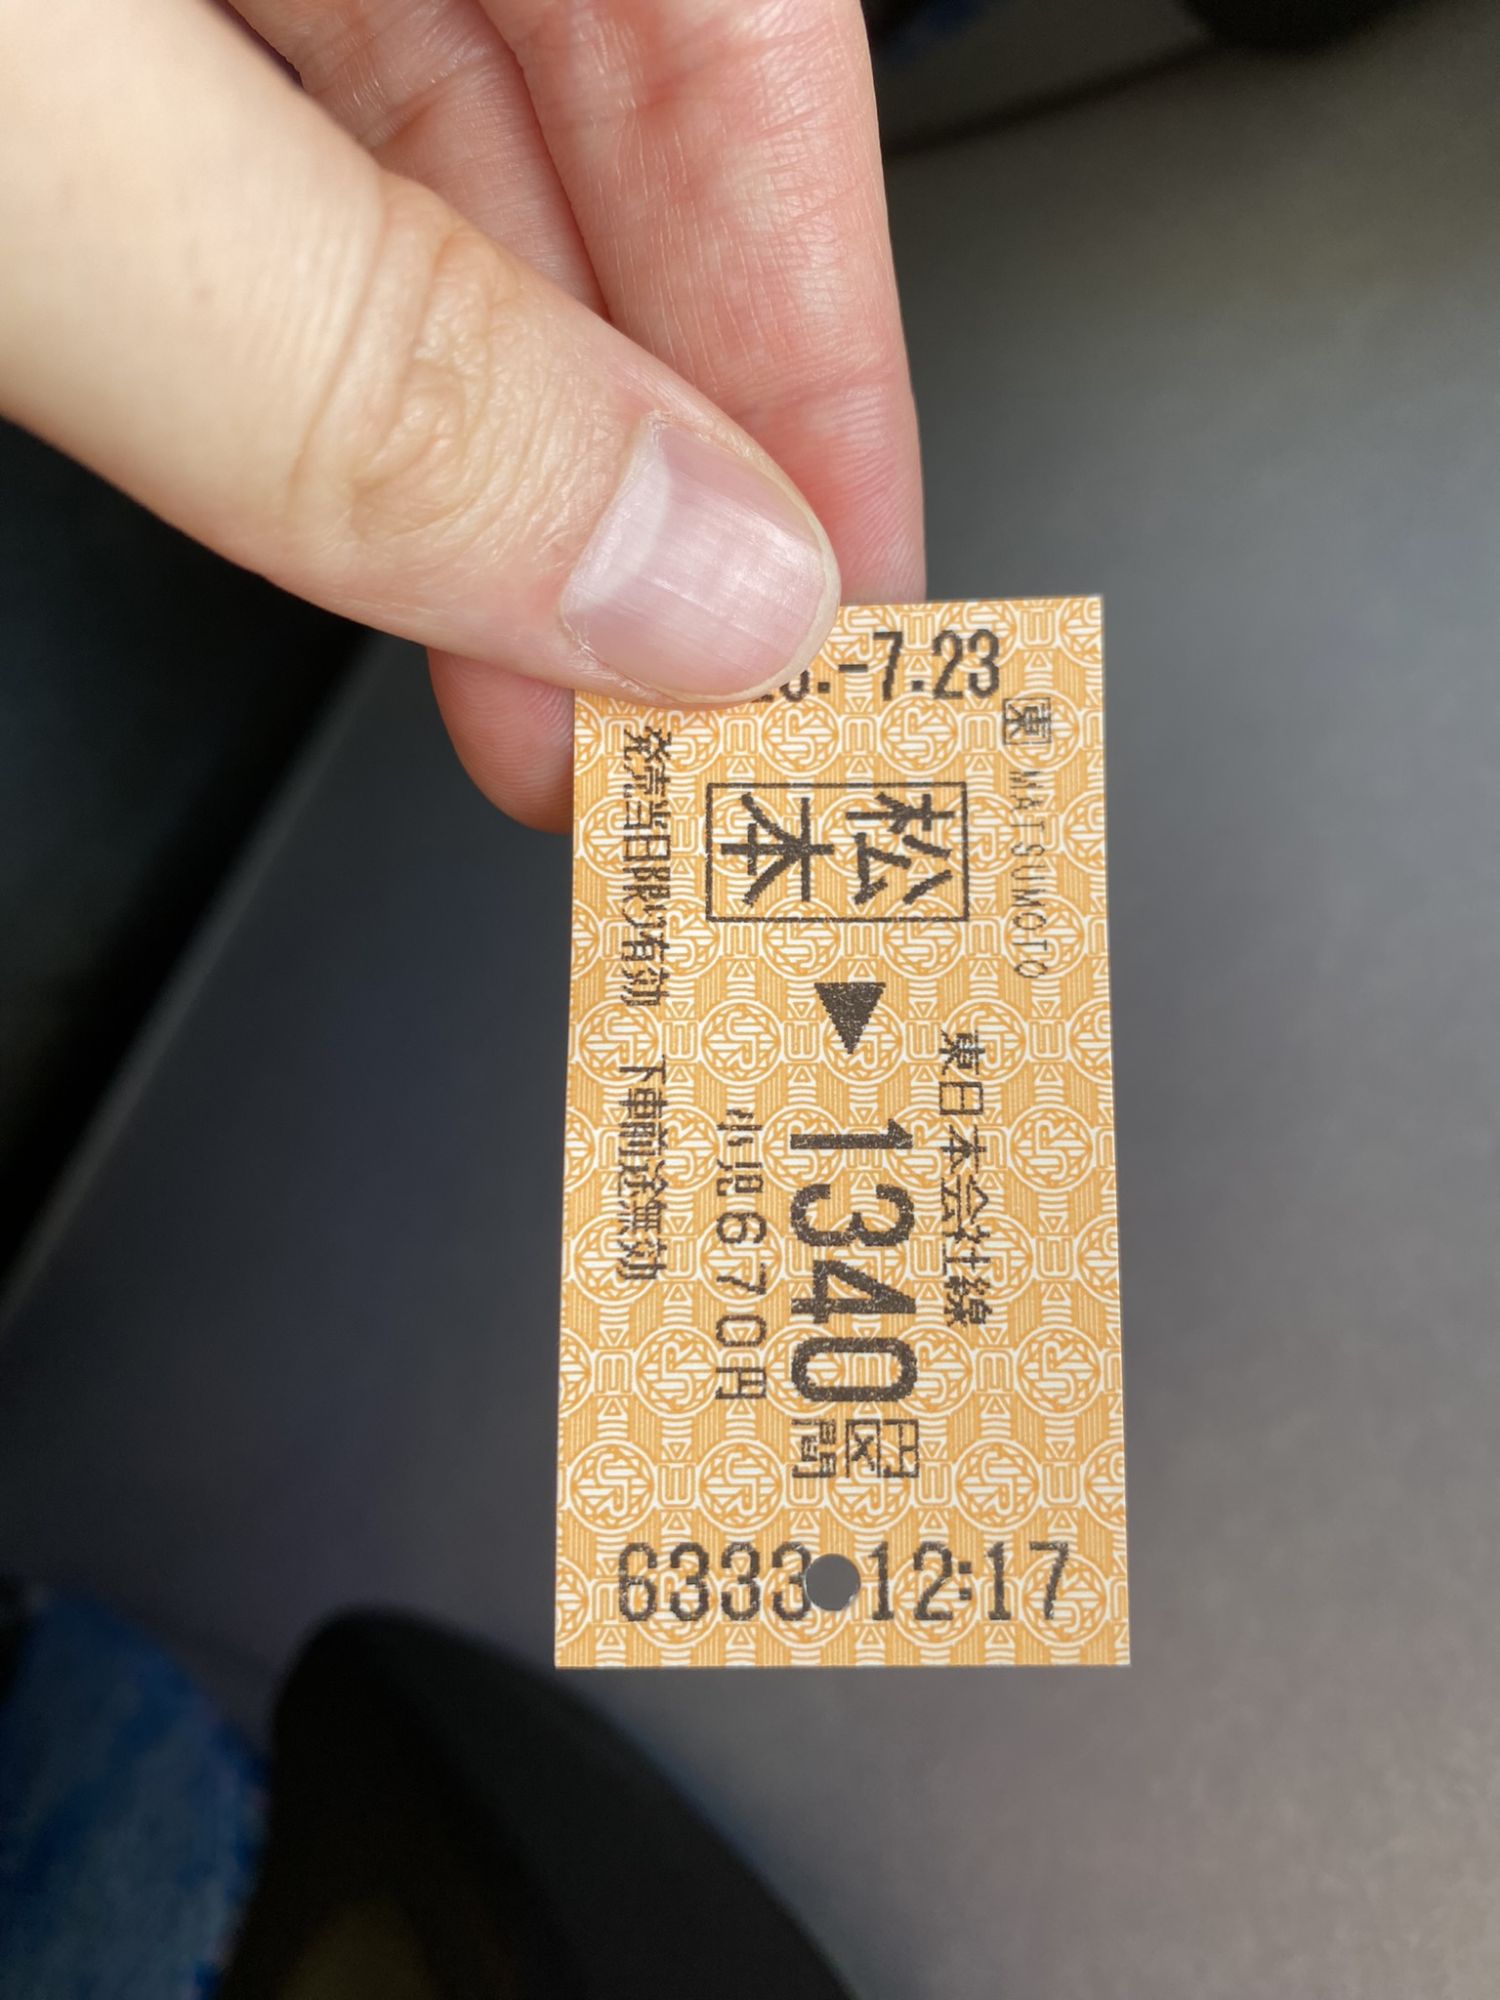 -7.23
東 MATSUMOTO
東日本会社線
松本 ▶ 1340円区間
小児670円
発売当日限り有効 下車前途無効
6333 12:17